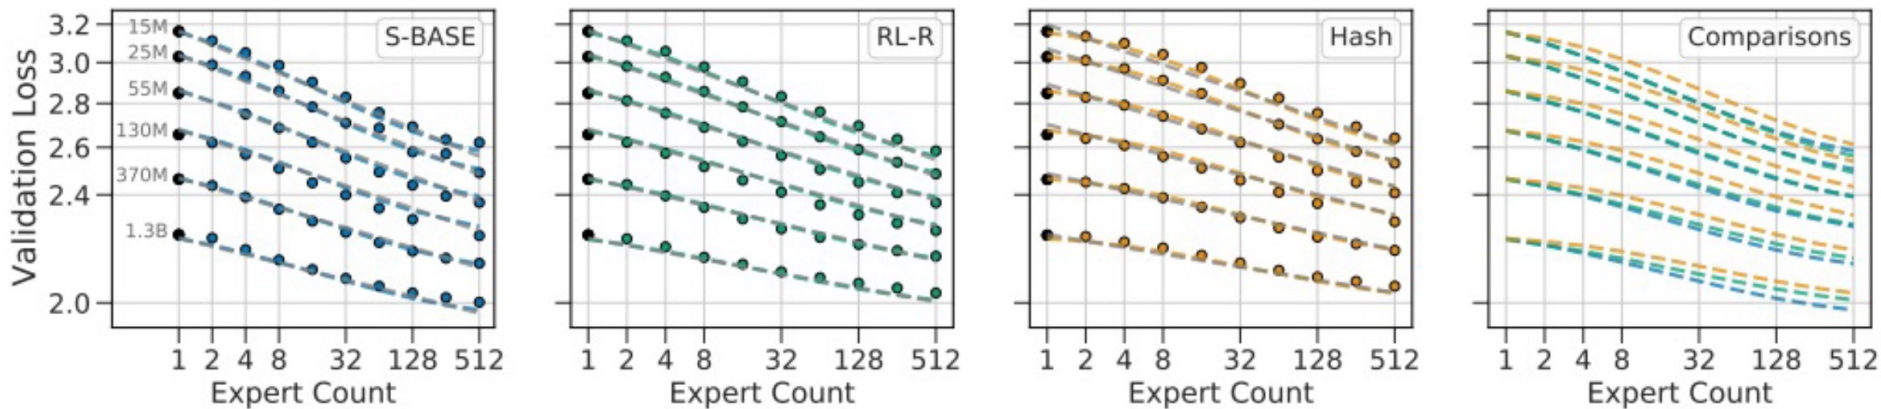 Validation Loss
3.2
3.0
2.8
2.6
2.4
2.0
15M
25M
55M
130M
370M
1.3B
S-BASE
1 2 4 8 32 128 512
Expert Count
RL-R
1 2 4 8 32 128 512
Expert Count
Hash
1 2 4 8 32 128 512
Expert Count
Comparisons
1 2 4 8 32 128 512
Expert Count